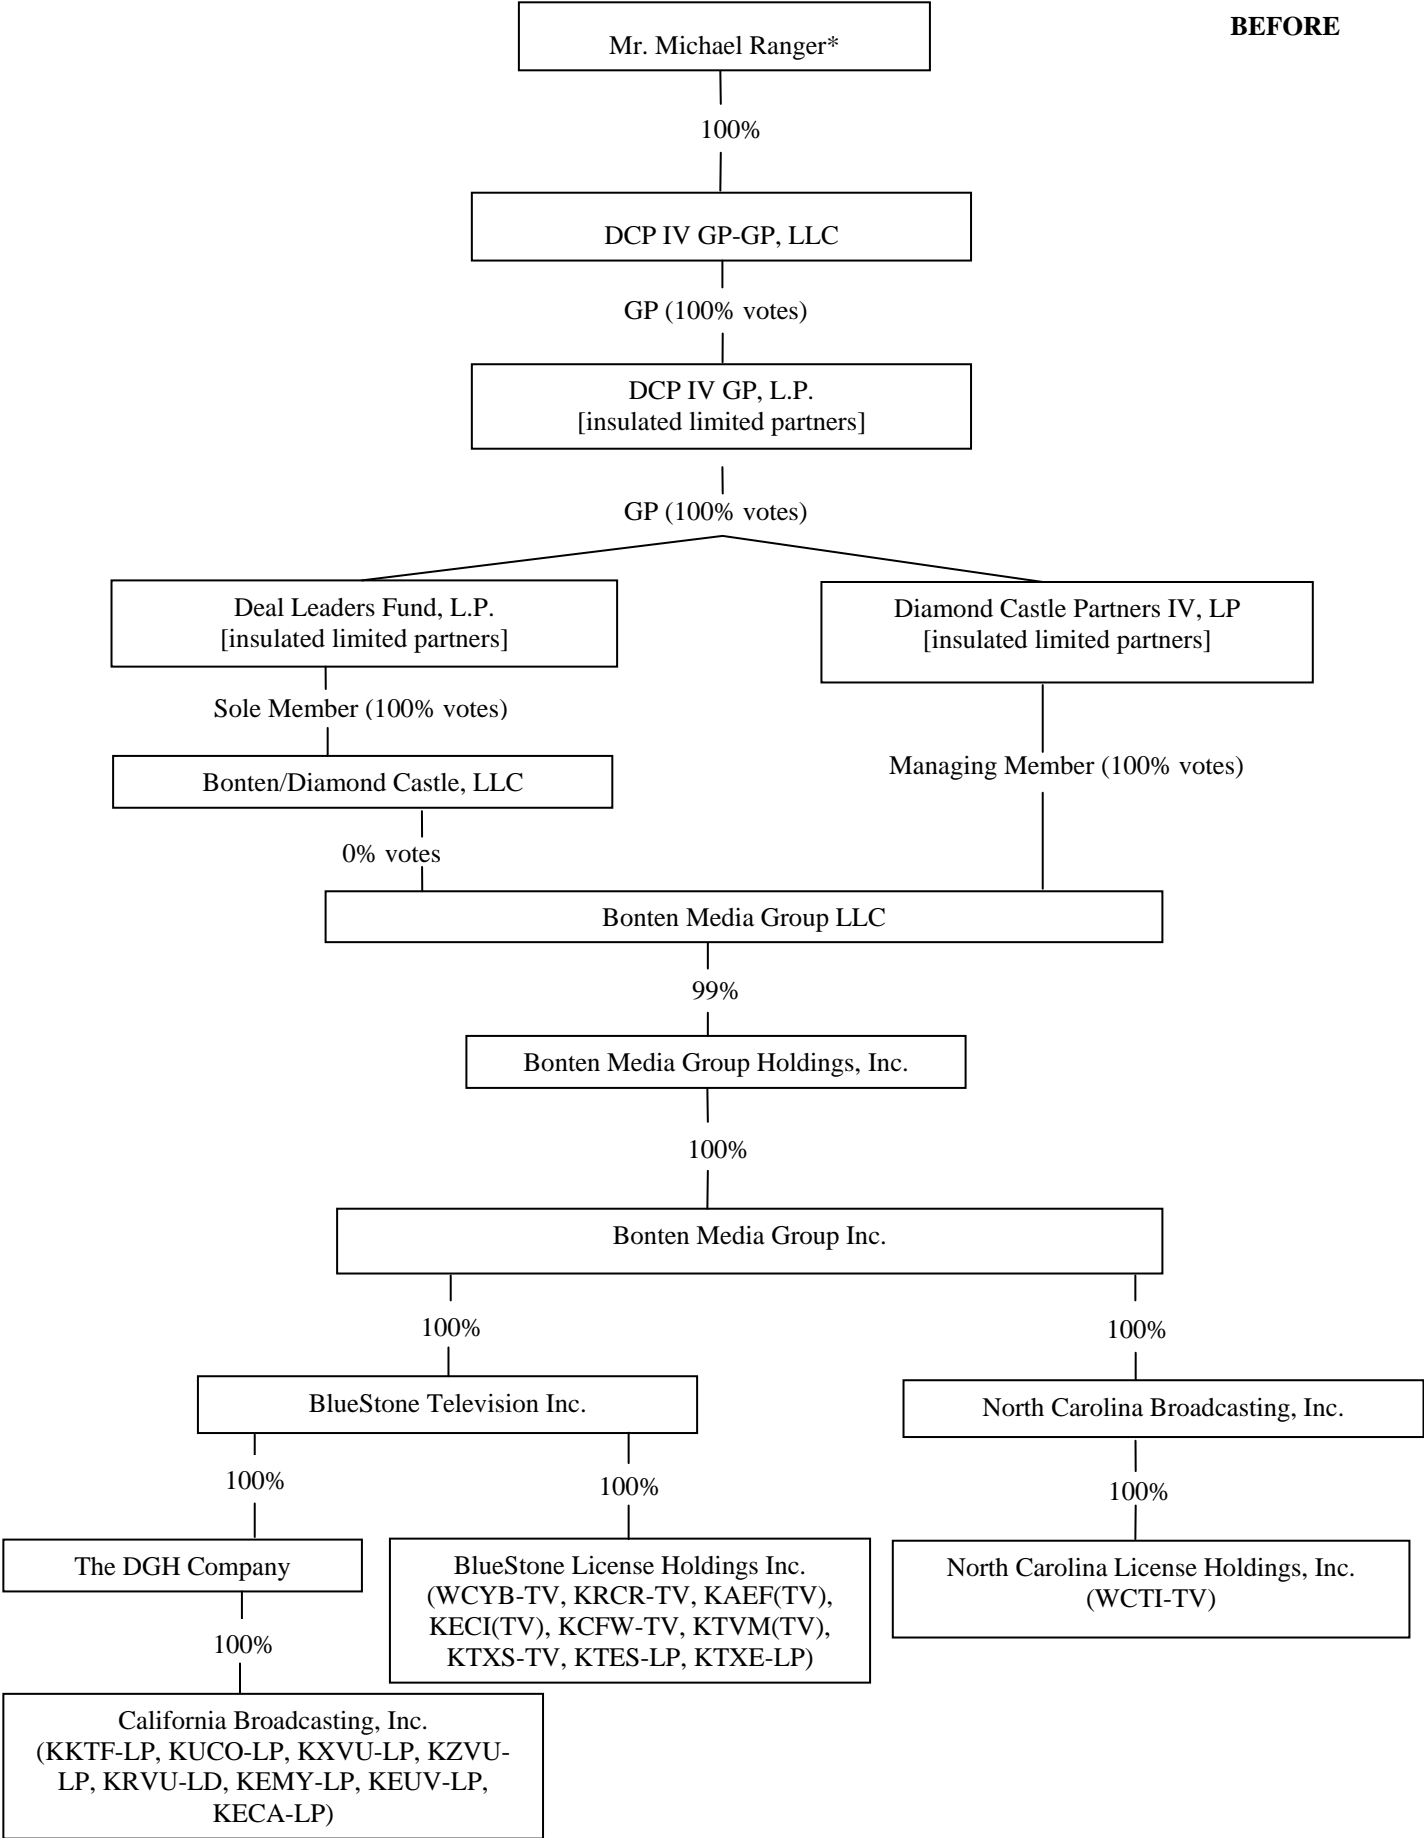 BEFORE
Mr. Michael Ranger*
100%
DCP IV GP-GP, LLC
GP (100% votes)
DCP IV GP, L.P.
[insulated limited partners]
GP (100% votes)
Deal Leaders Fund, L.P.
[insulated limited partners]
Diamond Castle Partners IV, LP
[insulated limited partners]
Sole Member (100% votes)
Managing Member (100% votes)
Bonten/Diamond Castle, LLC
0% votes
Bonten Media Group LLC
99%
Bonten Media Group Holdings, Inc.
100%
Bonten Media Group Inc.
100%
100%
BlueStone Television Inc.
North Carolina Broadcasting, Inc.
100%
100%
100%
The DGH Company
BlueStone License Holdings Inc.
(WCYB-TV, KRCR-TV, KAEF(TV),
KECI(TV), KCFW-TV, KTVM(TV),
KTXS-TV, KTES-LP, KTXE-LP)
North Carolina License Holdings, Inc.
(WCTI-TV)
100%
California Broadcasting, Inc.
(KKTF-LP, KUCO-LP, KXVU-LP, KZVU-
LP, KRVU-LD, KEMY-LP, KEUV-LP,
KECA-LP)